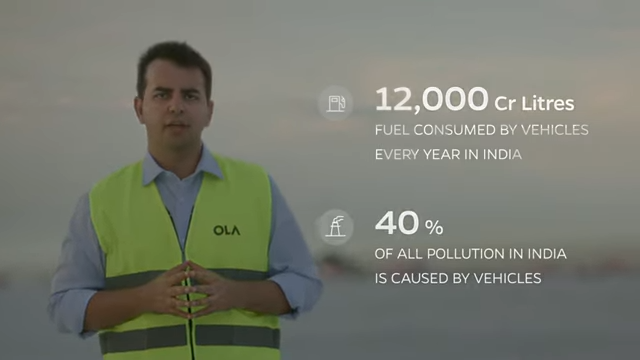 OLA
12,000 Cr Litres
FUEL CONSUMED BY VEHICLES
EVERY YEAR IN INDIA
40 %
OF ALL POLLUTION IN INDIA
IS CAUSED BY VEHICLES